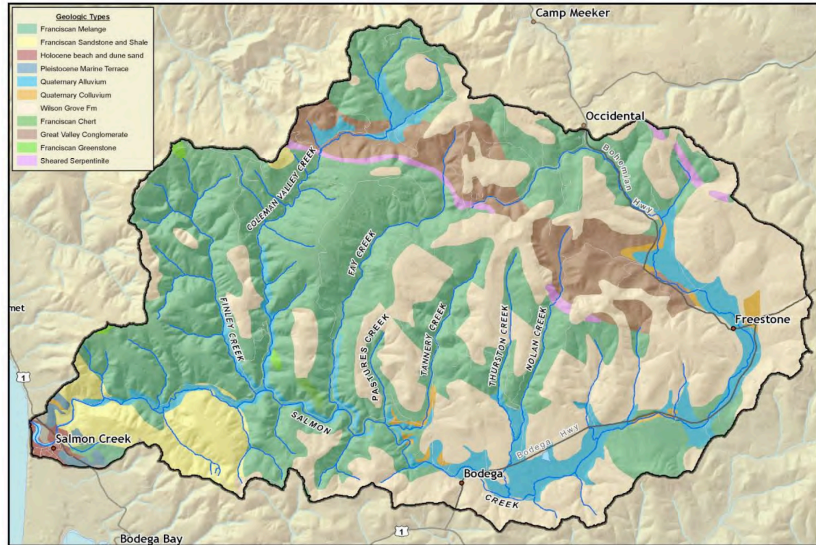 Geologic Types
Franciscan Melange
Franciscan Sandstone and Shale
Holocene beach and dune sand
Pleistocene Marine Terrace
Quaternary Alluvium
Quaternary Colluvium
Wilson Grove Fm
Franciscan Chert
Great Valley Conglomerate
Franciscan Greenstone
Sheared Serpentinite
Camp Meeker
Occidental
Bohemian Hwy
COLEMAN VALLEY CREEK
FAY CREEK
FINLEY CREEK
PASTURES CREEK
TANNERY CREEK
THURSTON CREEK
NOLAN CREEK
Freestone
met
1
SALMON
Salmon Creek
Bodega Hwy
Bodega
CREEK
1
Bodega Bay